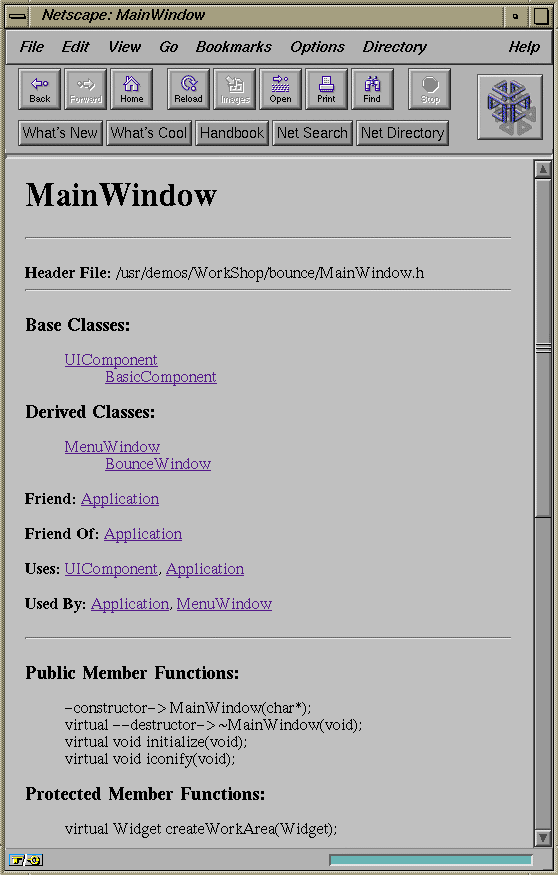 Netscape: MainWindow
File Edit View Go Bookmarks Options Directory Help
Back Forward Home Reload Images Open Print Find Stop
What's New What's Cool Handbook Net Search Net Directory
MainWindow
Header File: /usr/demos/WorkShop/bounce/MainWindow.h
Base Classes:
UIComponent
BasicComponent
Derived Classes:
MenuWindow
BounceWindow
Friend: Application
Friend Of: Application
Uses: UIComponent, Application
Used By: Application, MenuWindow
Public Member Functions:
-constructor-> MainWindow(char*);
virtual --destructor-> ~MainWindow(void);
virtual void initialize(void);
virtual void iconify(void);
Protected Member Functions:
virtual Widget createWorkArea(Widget);